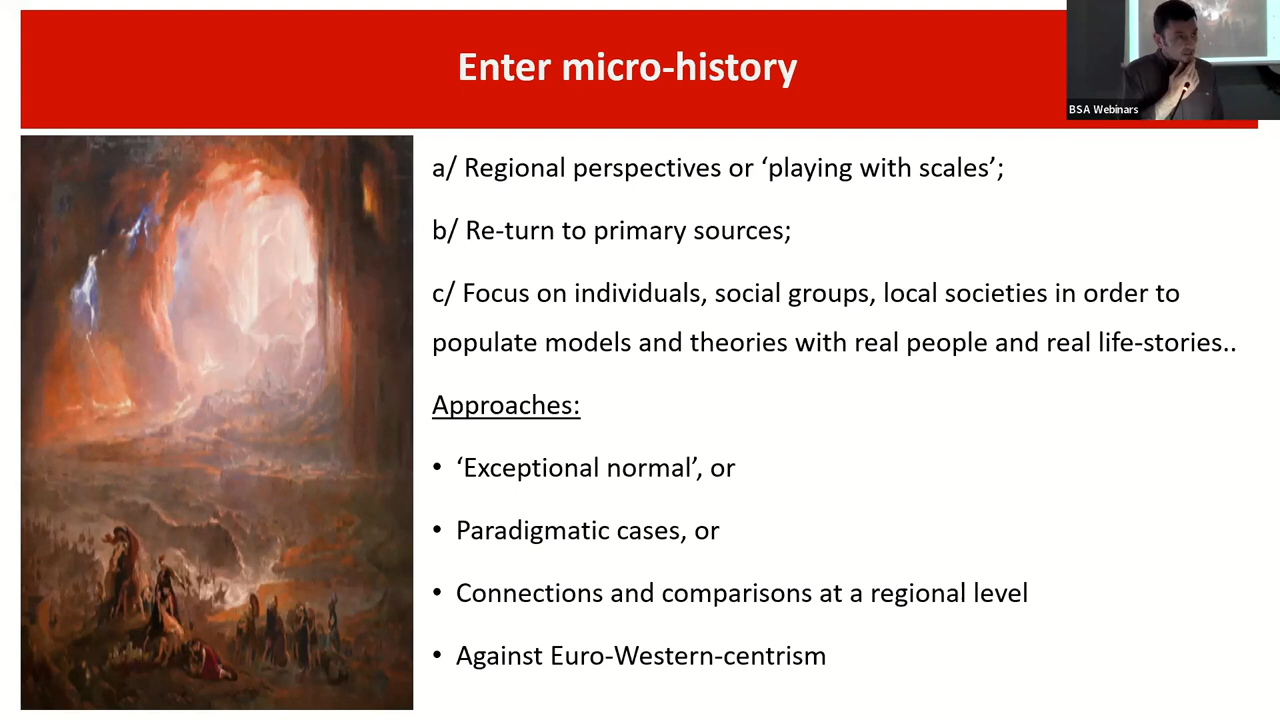 Enter micro-history
BSA Webinars
a/ Regional perspectives or ‘playing with scales’;
b/ Re-turn to primary sources;
c/ Focus on individuals, social groups, local societies in order to
populate models and theories with real people and real life-stories..
Approaches:
• ‘Exceptional normal’, or
• Paradigmatic cases, or
• Connections and comparisons at a regional level
• Against Euro-Western-centrism